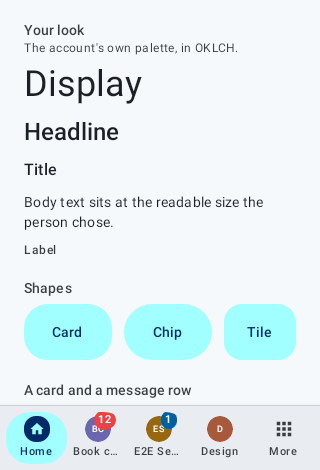 Your look
The account's own palette, in OKLCH.
Display
Headline
Title
Body text sits at the readable size the
person chose.
Label
Shapes
Card Chip Tile
A card and a message row
12 1
ES D
Home Book c… E2E Se… Design More